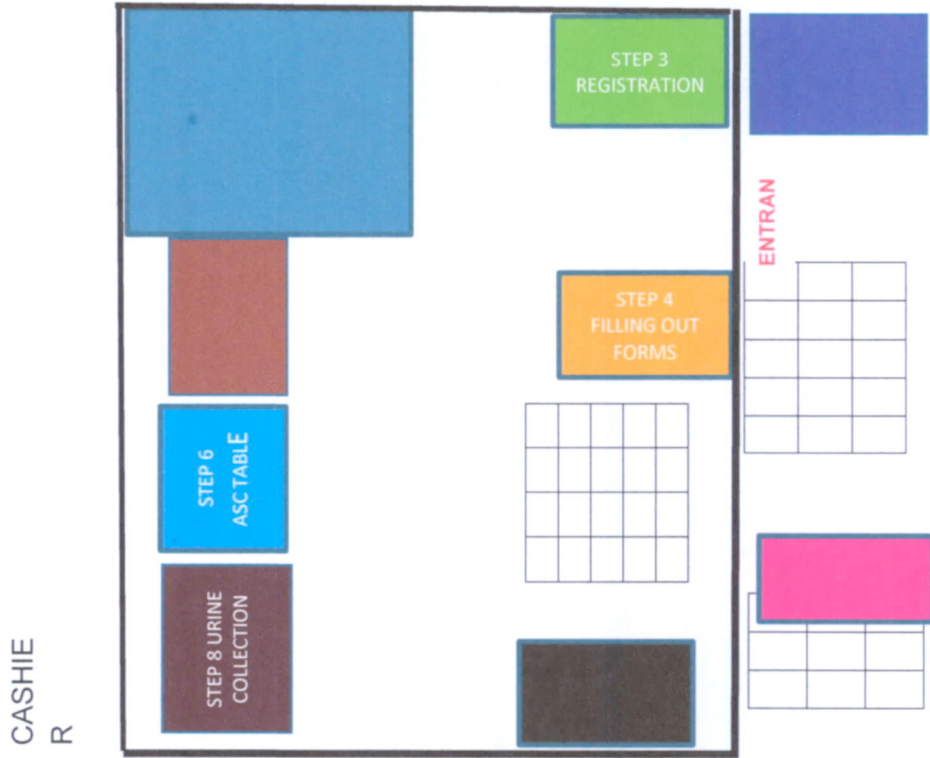 STEP 3
REGISTRATION
ENTRAN
STEP 4
FILLING OUT
FORMS
STEP 6
ASC TABLE
STEP 8 URINE
COLLECTION
CASHIE
R